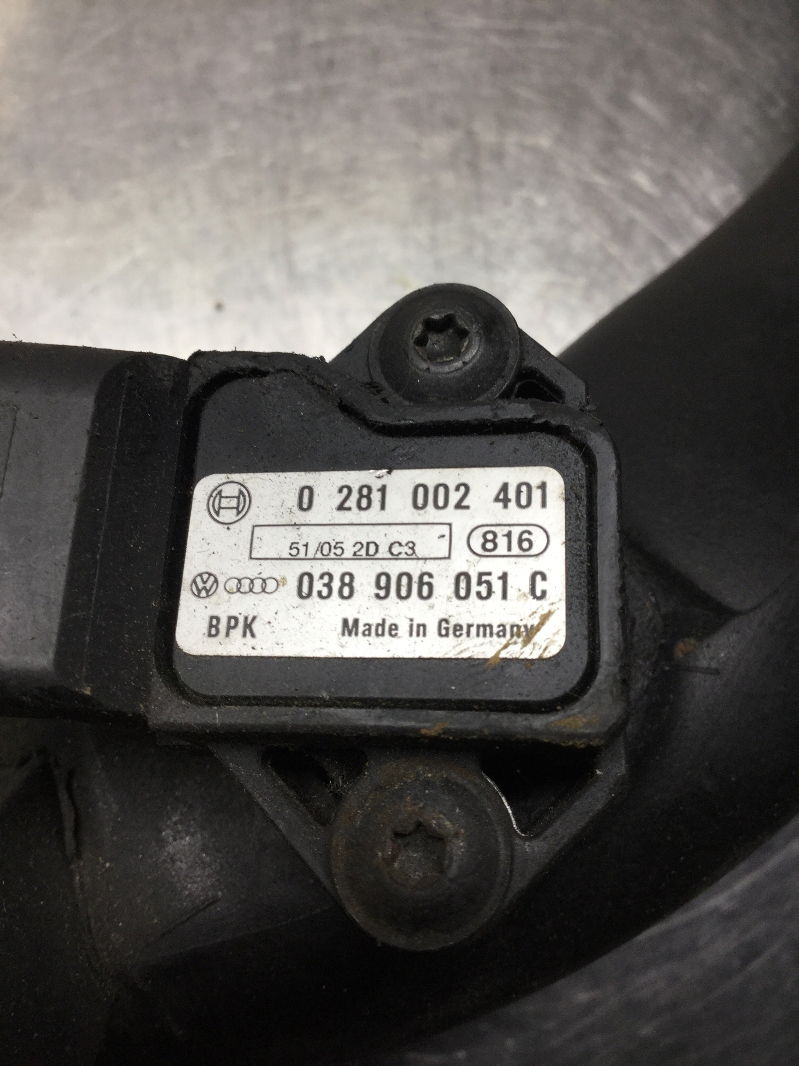 0 281 002 401
51/05 2D C3 816
038 906 051 C
BPK Made in Germany